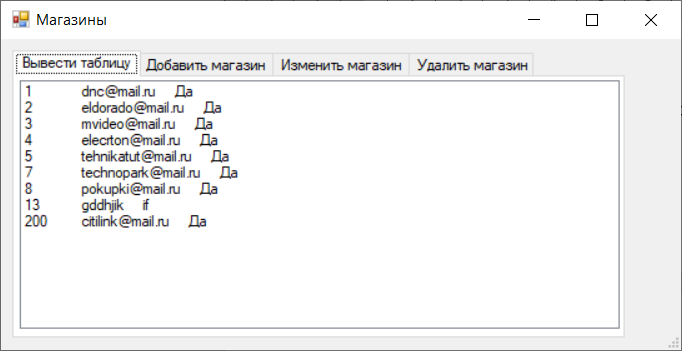 Магазины
Вывести таблицу Добавить магазин Изменить магазин Удалить магазин
1 dnc@mail.ru Да
2 eldorado@mail.ru Да
3 mvideo@mail.ru Да
4 elecrton@mail.ru Да
5 tehnikatut@mail.ru Да
7 technopark@mail.ru Да
8 pokupki@mail.ru Да
13 gddhjik if
200 citilink@mail.ru Да